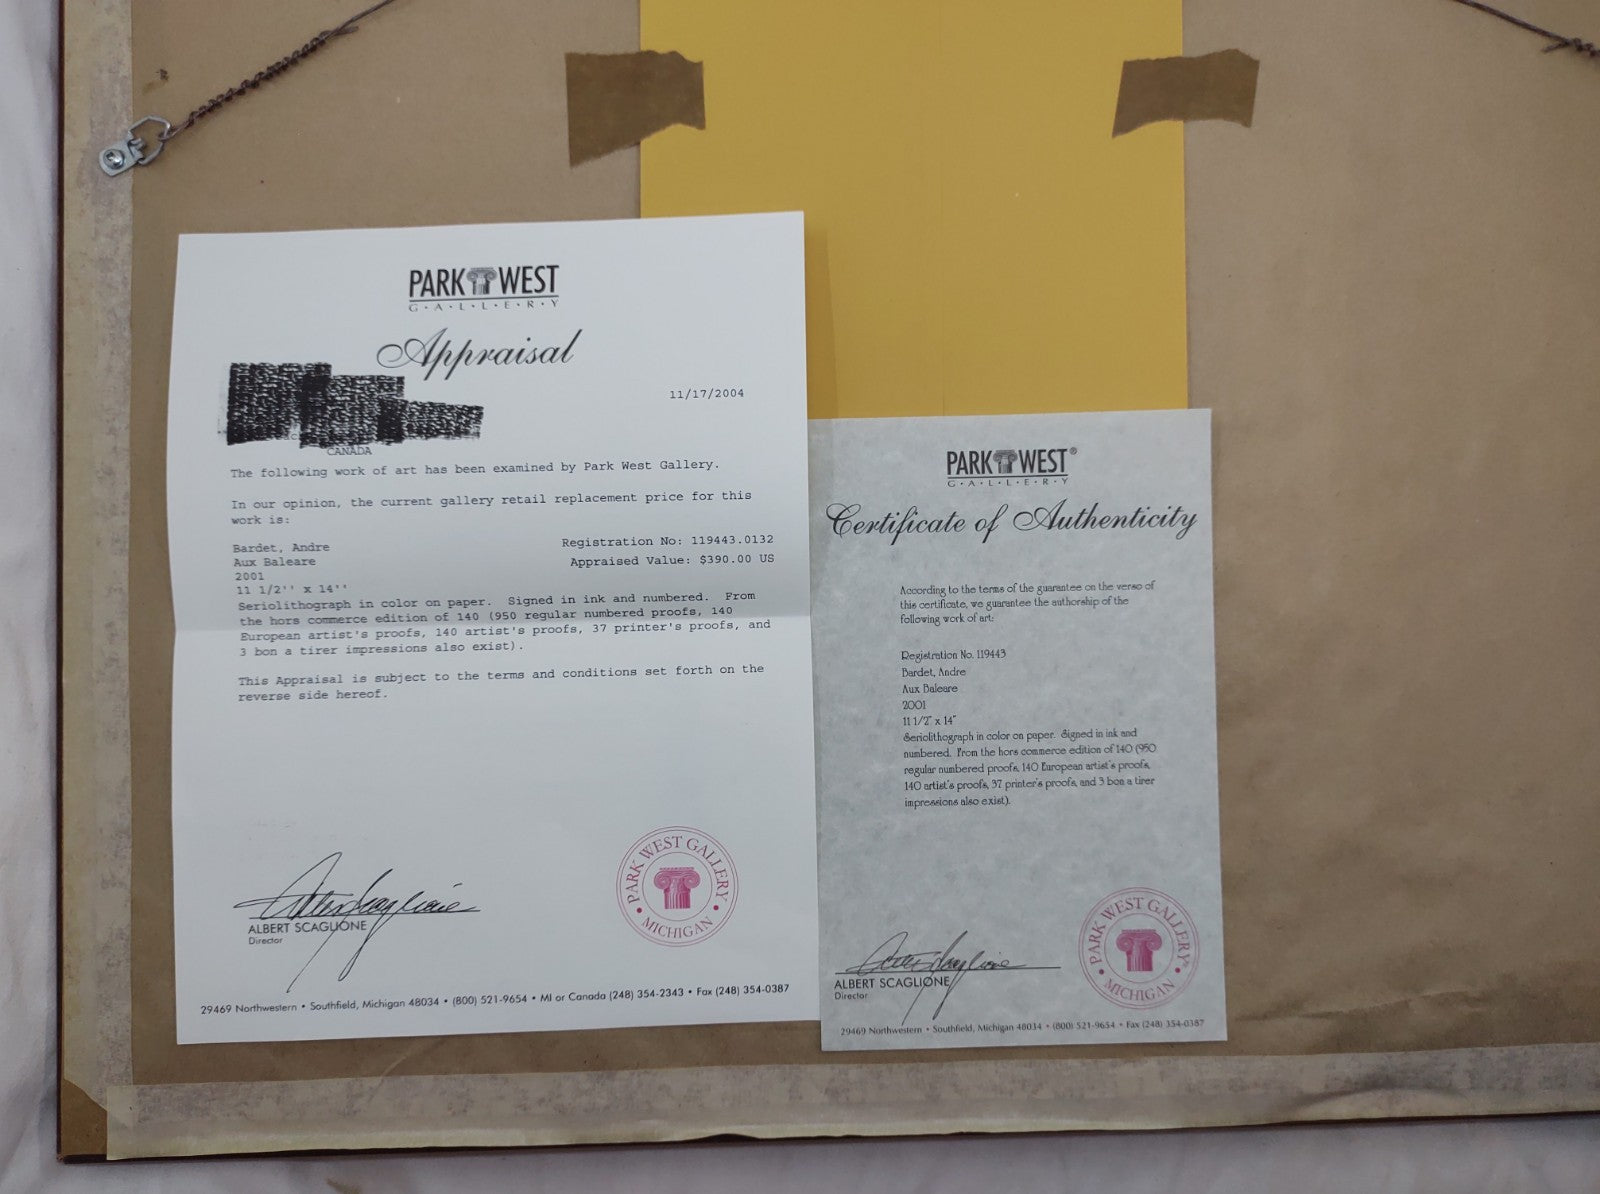 PARK WEST
G·A·L·L·E·R·Y
Appraisal
11/17/2004
CANADA
The following work of art has been examined by Park West Gallery.
In our opinion, the current gallery retail replacement price for this
work is:
Bardet, Andre
Registration No: 119443.0132
Aux Baleare
Appraised Value: $390.00 US
2001
11 1/2'' x 14''
Seriolithograph in color on paper. Signed in ink and numbered. From
the hors commerce edition of 140 (950 regular numbered proofs, 140
European artist's proofs, 140 artist's proofs, 37 printer's proofs, and
3 bon a tirer impressions also exist).
This Appraisal is subject to the terms and conditions set forth on the
reverse side hereof.
ALBERT SCAGLIONE
Director
PARK WEST GALLERY
• MICHIGAN •
29469 Northwestern • Southfield, Michigan 48034 • (800) 521-9654 • MI or Canada (248) 354-2343 • Fax (248) 354-0387
PARK WEST®
G·A·L·L·E·R·Y
Certificate of Authenticity
According to the terms of the guarantee on the verso of
this certificate, we guarantee the authorship of the
following work of art:
Registration No. 119443
Bardet, Andre
Aux Baleare
2001
11 1/2" x 14"
Seriolithograph in color on paper. Signed in ink and
numbered. From the hors commerce edition of 140 (950
regular numbered proofs, 140 European artist's proofs,
140 artist's proofs, 37 printer's proofs, and 3 bon a tirer
impressions also exist).
ALBERT SCAGLIONE
Director
PARK WEST GALLERY®
• MICHIGAN •
29469 Northwestern • Southfield, Michigan 48034 • (800) 521-9654 • Fax (248) 354-0387